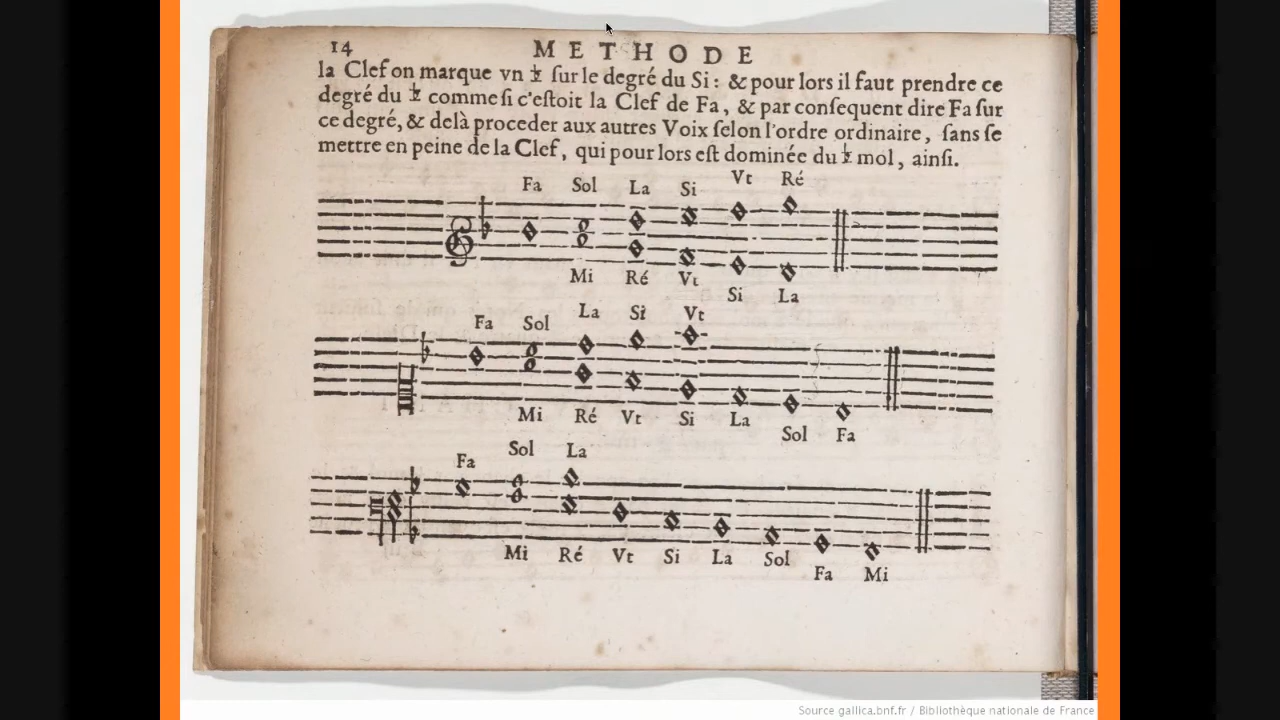 14 METHODE
la Clef on marque vn ♭ ſur le degré du Si: & pour lors il faut prendre ce
degré du ♭ comme ſi c'eſtoit la Clef de Fa, & par conſequent dire Fa ſur
ce degré, & delà proceder aux autres Voix ſelon l'ordre ordinaire, ſans ſe
mettre en peine de la Clef, qui pour lors eſt dominée du ♭ mol, ainſi.
Fa Sol La Si Vt Ré
Mi Ré Vt Si La
Fa Sol La Si Vt
Mi Ré Vt Si La Sol Fa
Fa Sol La
Mi Ré Vt Si La Sol Fa Mi
Source gallica.bnf.fr / Bibliothèque nationale de France